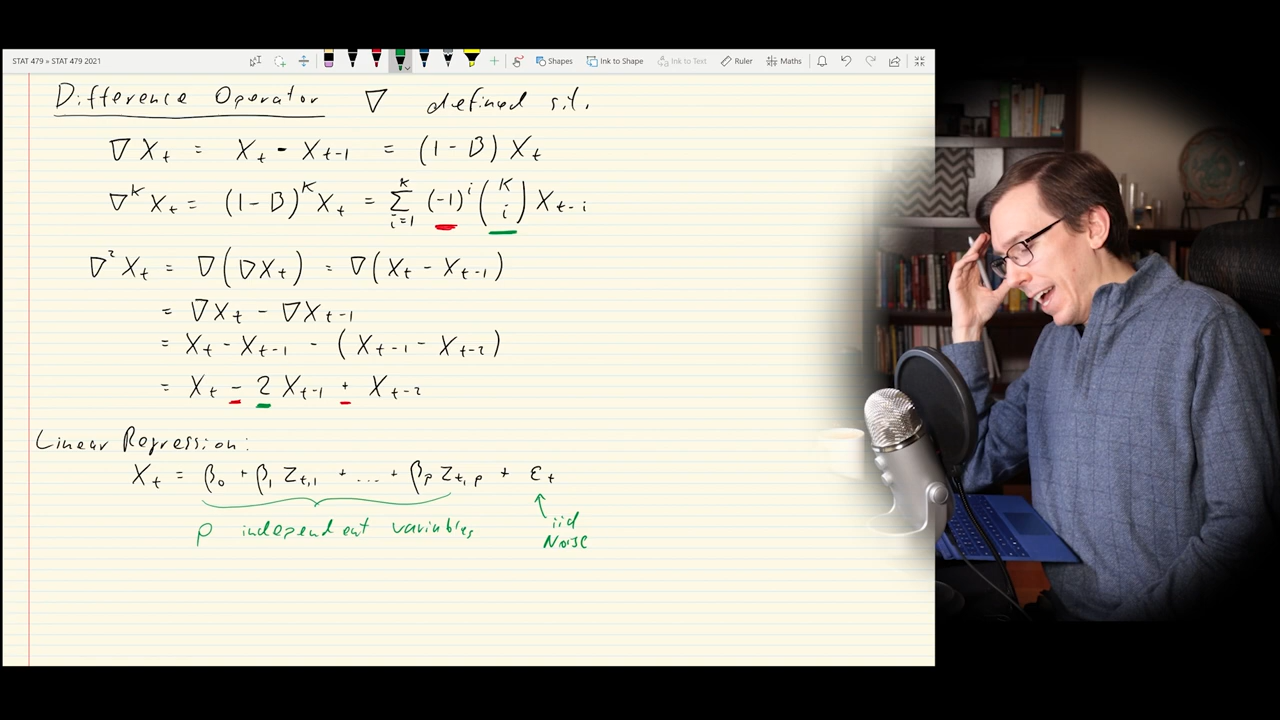 STAT 479 » STAT 479 2021
Shapes Ink to Shape Ink to Text Ruler Maths
Difference Operator ∇ defined s.t.
∇X_t = X_t - X_{t-1} = (1 - B) X_t
∇^K X_t = (1 - B)^K X_t = Σ_{i=1}^{K} (-1)^i (K i) X_{t-i}
∇² X_t = ∇(∇X_t) = ∇(X_t - X_{t-1})
= ∇X_t - ∇X_{t-1}
= X_t - X_{t-1} - (X_{t-1} - X_{t-2})
= X_t - 2 X_{t-1} + X_{t-2}
Linear Regression:
X_t = β_0 + β_1 Z_{t,1} + ... + β_p Z_{t,p} + ε_t
p independent variables
iid
Noise